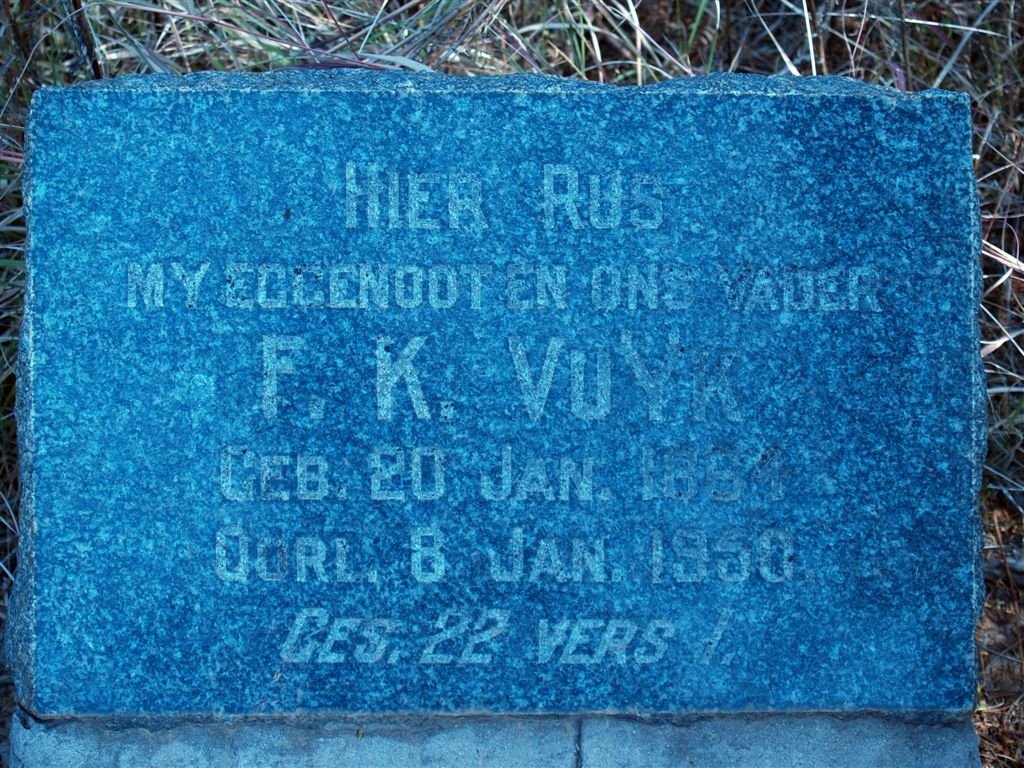 HIER RUS
MY EGGENOOT EN ONS VADER
F. K. VUYK
GEB. 20 JAN. 1884
OORL. 8 JAN. 1950.
GES. 22 VERS 1.